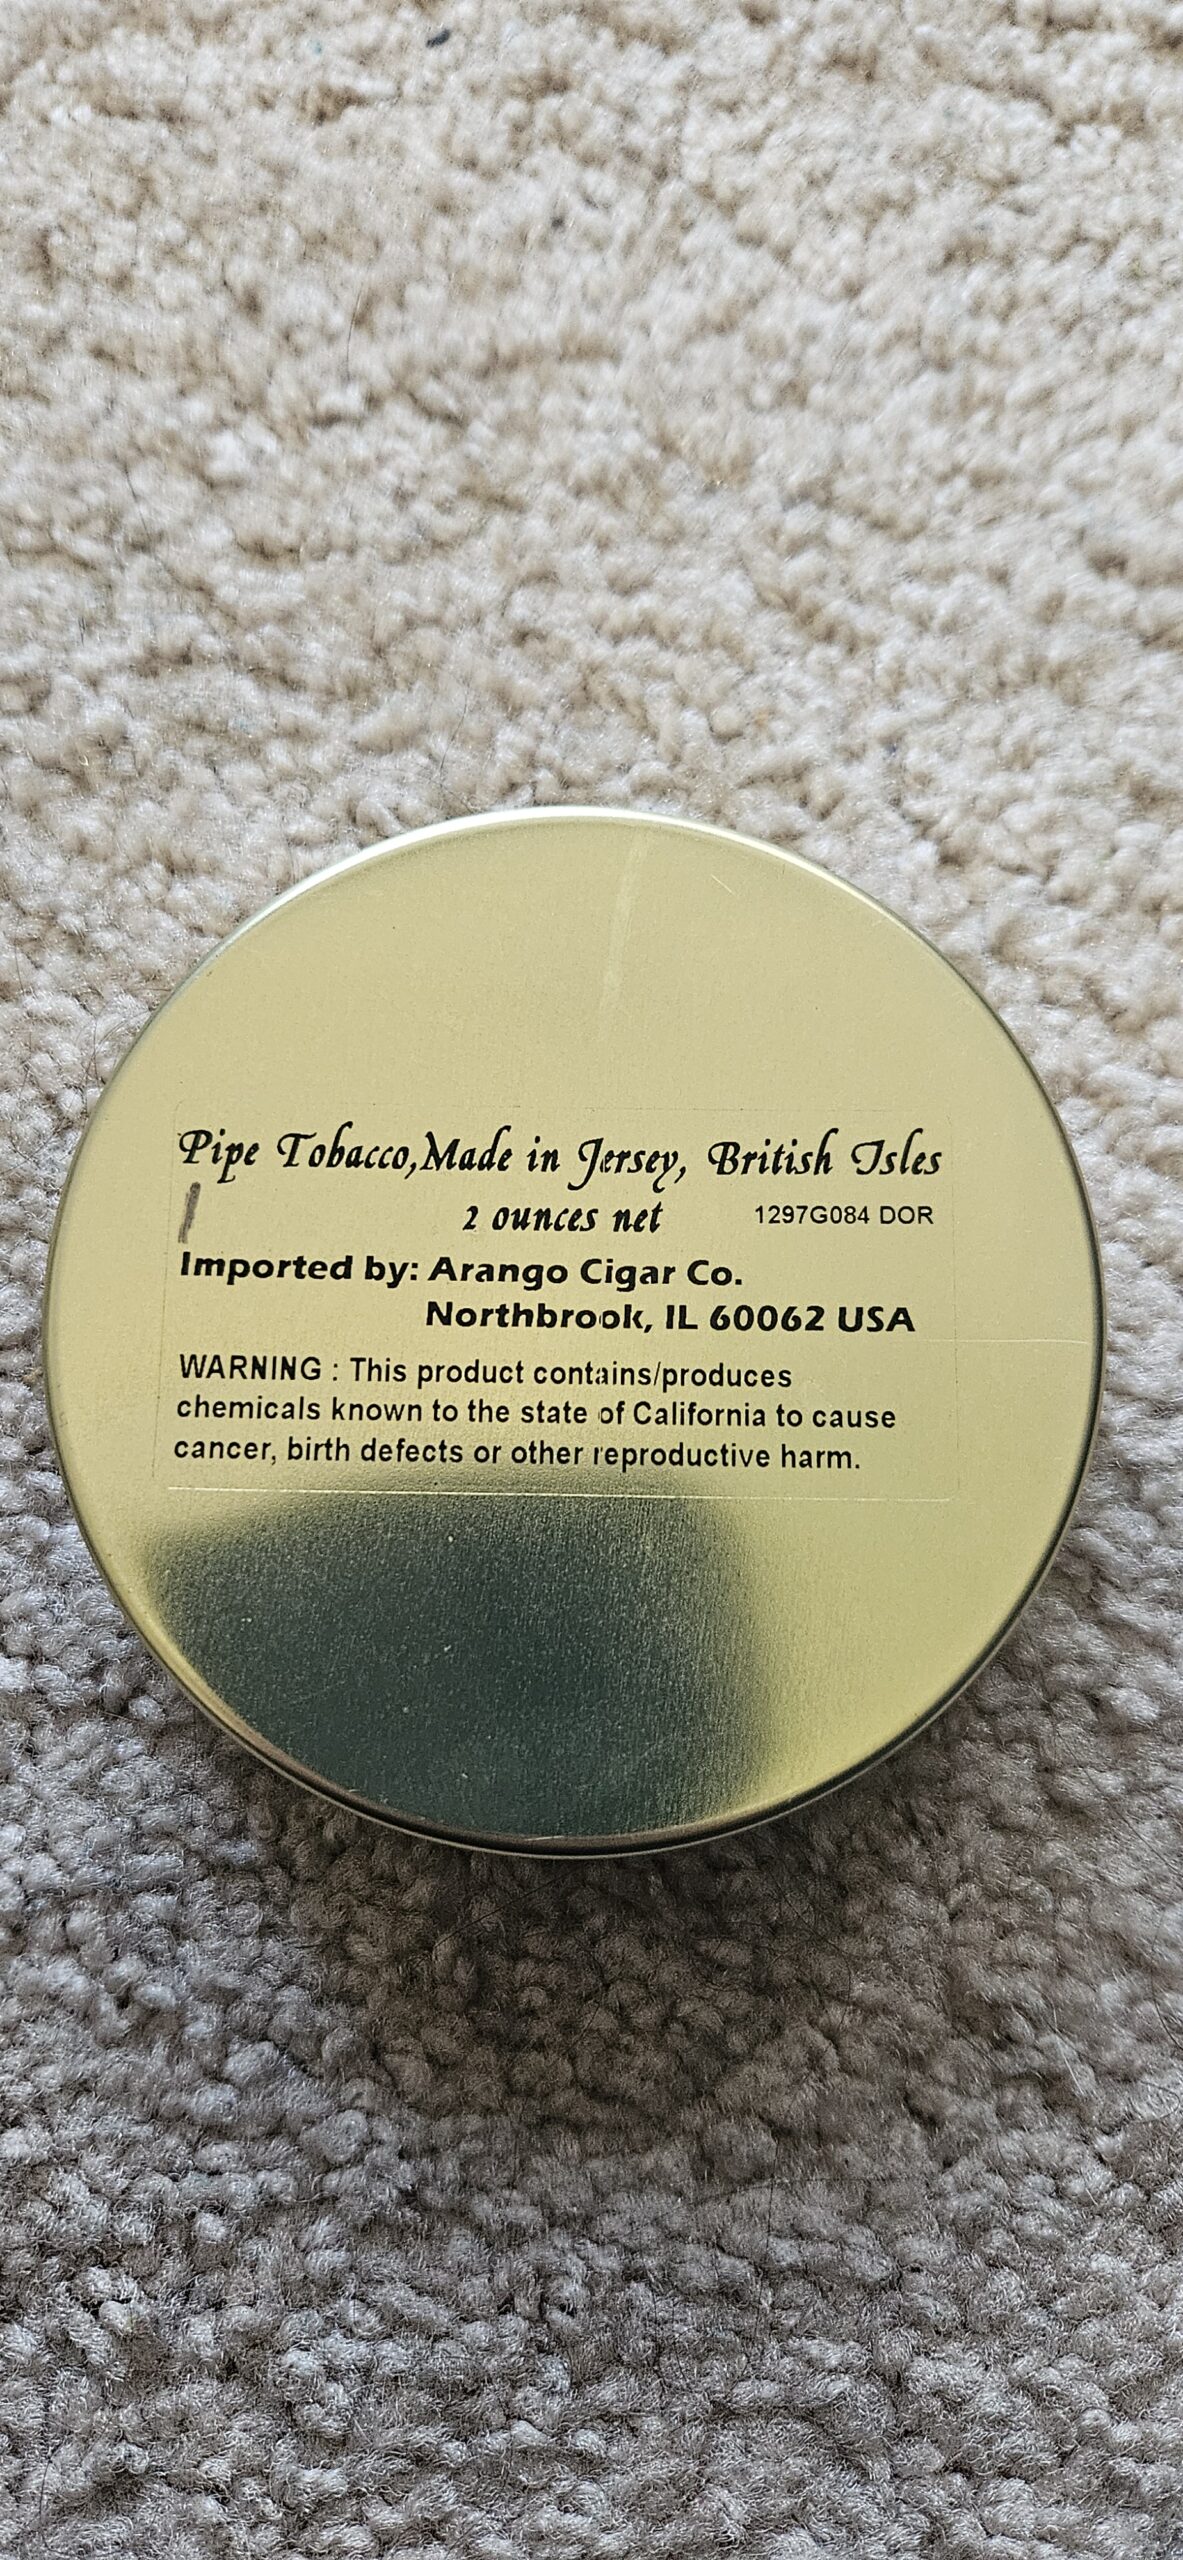 Pipe Tobacco,Made in Jersey, British Isles
2 ounces net 1297G084 DOR
Imported by: Arango Cigar Co.
Northbrook, IL 60062 USA
WARNING : This product contains/produces
chemicals known to the state of California to cause
cancer, birth defects or other reproductive harm.